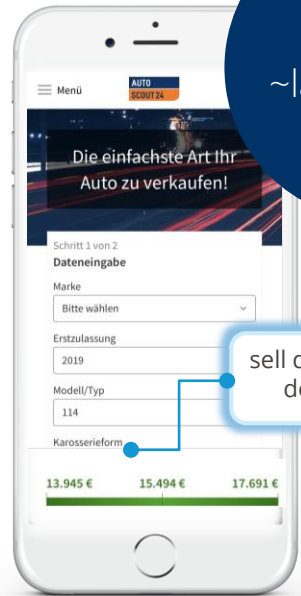 Menü
AUTO
SCOUT24
Die einfachste Art Ihr
Auto zu verkaufen!
Schritt 1 von 2
Dateneingabe
Marke
Bitte wählen
Erstzulassung
2019
Modell/Typ
114
Karosserieform
13.945 € 15.494 € 17.691 €
sell